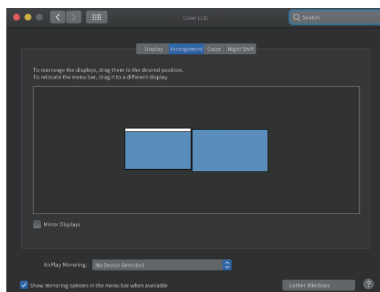 Color LCD
Search
Display Arrangement Color Night Shift
To rearrange the displays, drag them to the desired position.
To relocate the menu bar, drag it to a different display.
Mirror Displays
AirPlay Mirroring: No Device Detected
Show mirroring options in the menu bar when available
Gather Windows
?